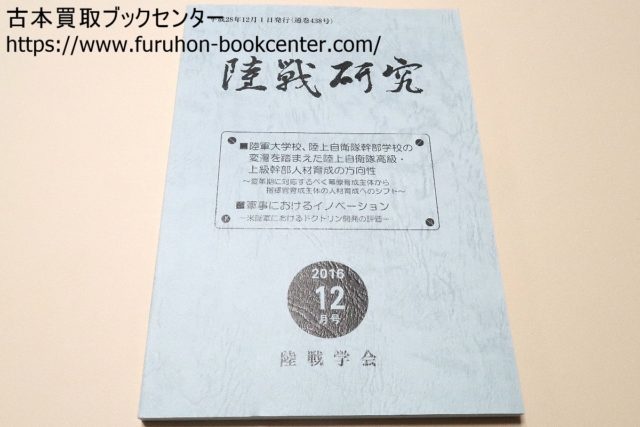 古本買取ブックセンター
https://www.furuhon-bookcenter.com/
平成28年12月1日発行(通巻438号)
陸戦研究
■陸軍大学校、陸上自衛隊幹部学校の
変遷を踏まえた陸上自衛隊高級・
上級幹部人材育成の方向性
~変革期に対応するべく幕僚育成主体から
指揮官育成主体の人材育成へのシフト~
■軍事におけるイノベーション
-米陸軍におけるドクトリン開発の評価-
2016
12
月号
陸戦学会